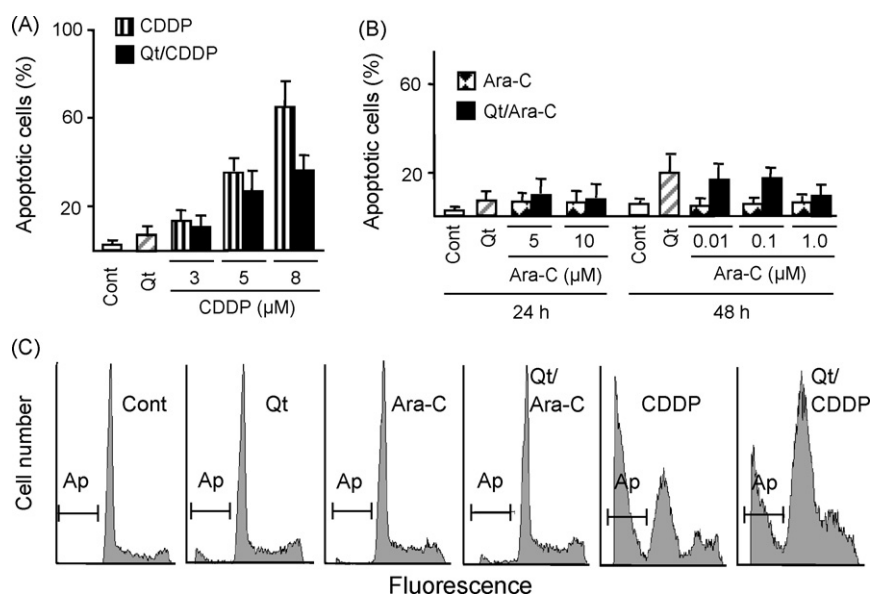 (A)
Apoptotic cells (%)
100
60
20
CDDP
Qt/CDDP
Cont
Qt
3 5 8
CDDP (µM)
(B)
Apoptotic cells (%)
60
20
Ara-C
Qt/Ara-C
Cont
Qt
5 10
Ara-C (µM)
24 h
Cont
Qt
0.01 0.1 1.0
Ara-C (µM)
48 h
(C)
Cell number
Cont
Ap
Qt
Ap
Ara-C
Ap
Qt/
Ara-C
Ap
CDDP
Ap
Qt/
CDDP
Ap
Fluorescence